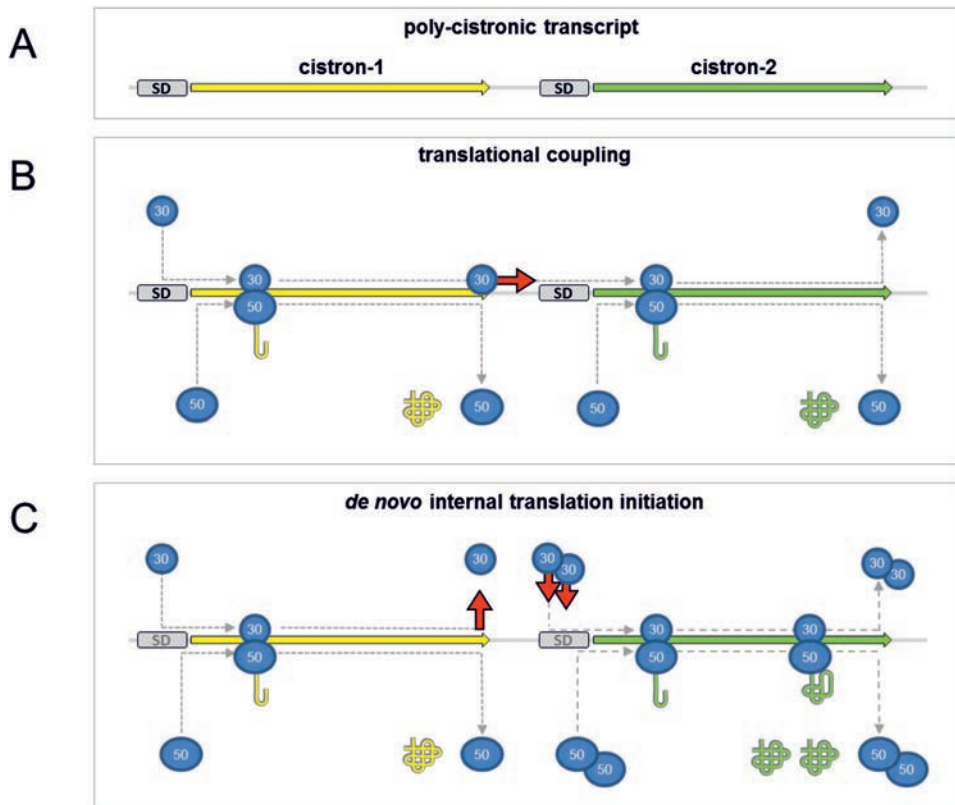 A
poly-cistronic transcript
cistron-1 cistron-2
SD SD
B
translational coupling
30 30
30 30 30
SD SD
50 50
50 50 50 50
C
de novo internal translation initiation
30 30 30 30 30 30
30 30 30
SD SD
50 50 50
50 50 50 50 50 50